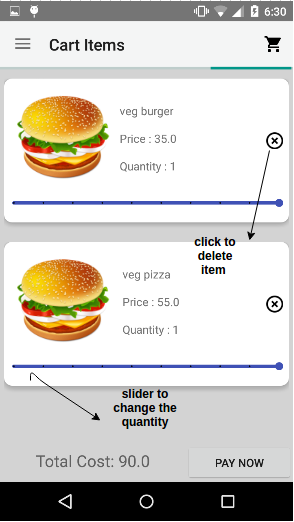 6:30
Cart Items
veg burger
Price : 35.0
Quantity : 1
click to
delete
item
veg pizza
Price : 55.0
Quantity : 1
slider to
change the
quantity
Total Cost: 90.0
PAY NOW